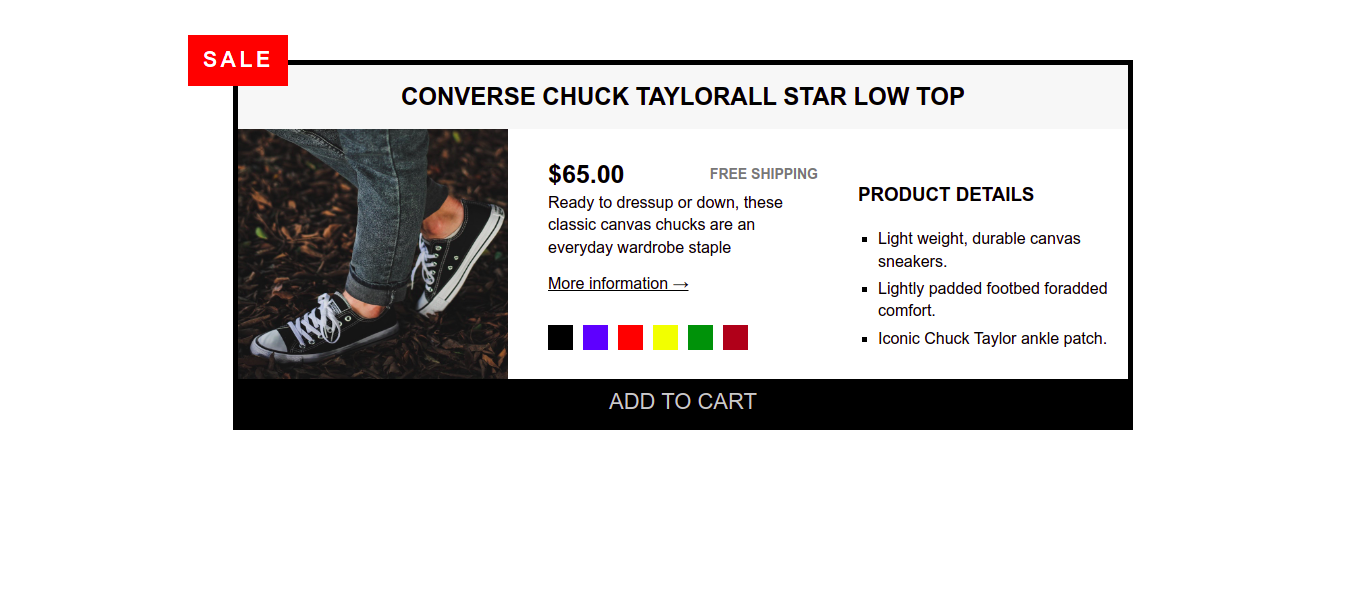 SALE
CONVERSE CHUCK TAYLORALL STAR LOW TOP
$65.00
FREE SHIPPING
Ready to dressup or down, these
classic canvas chucks are an
everyday wardrobe staple
More information →
PRODUCT DETAILS
Light weight, durable canvas
sneakers.
Lightly padded footbed foradded
comfort.
Iconic Chuck Taylor ankle patch.
ADD TO CART